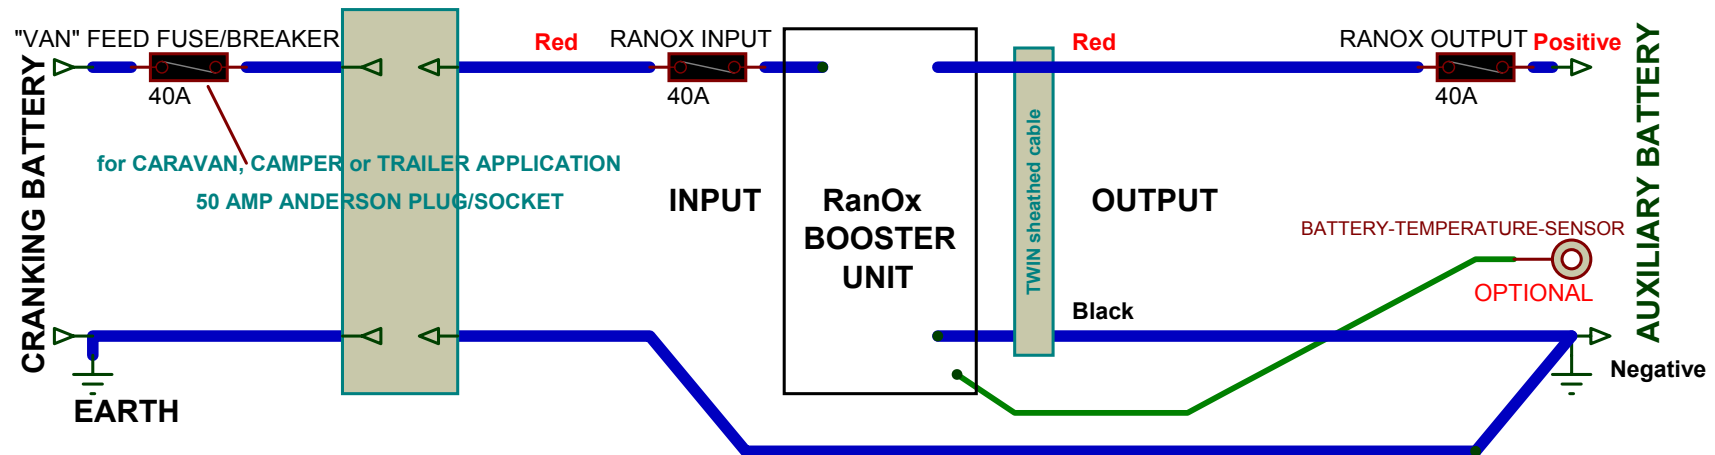 "VAN" FEED FUSE/BREAKER
Red
RANOX INPUT
Red
RANOX OUTPUT
Positive
40A
40A
40A
CRANKING BATTERY
for CARAVAN, CAMPER or TRAILER APPLICATION
50 AMP ANDERSON PLUG/SOCKET
INPUT
RanOx
BOOSTER
UNIT
TWIN sheathed cable
OUTPUT
BATTERY-TEMPERATURE-SENSOR
OPTIONAL
AUXILIARY BATTERY
Black
Negative
EARTH